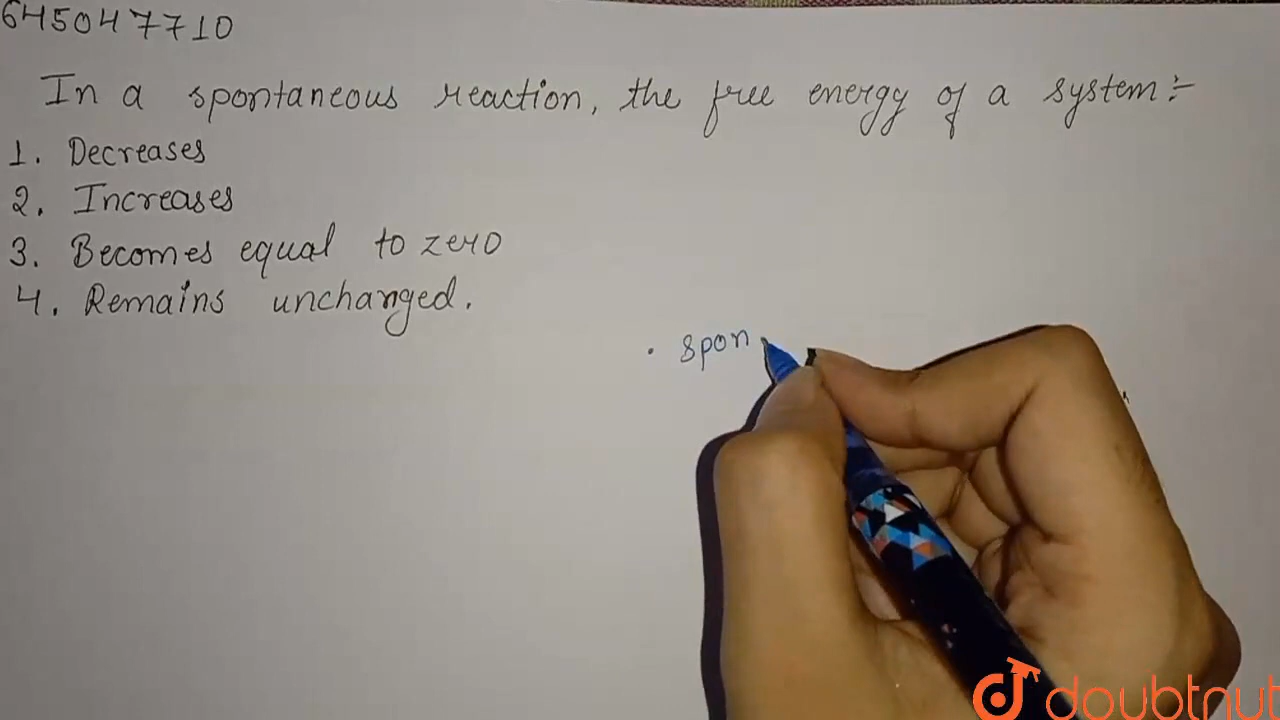 645047710
In a spontaneous reaction, the free energy of a system:-
1. Decreases
2. Increases
3. Becomes equal to zero
4. Remains unchanged.
. spon
doubtnut